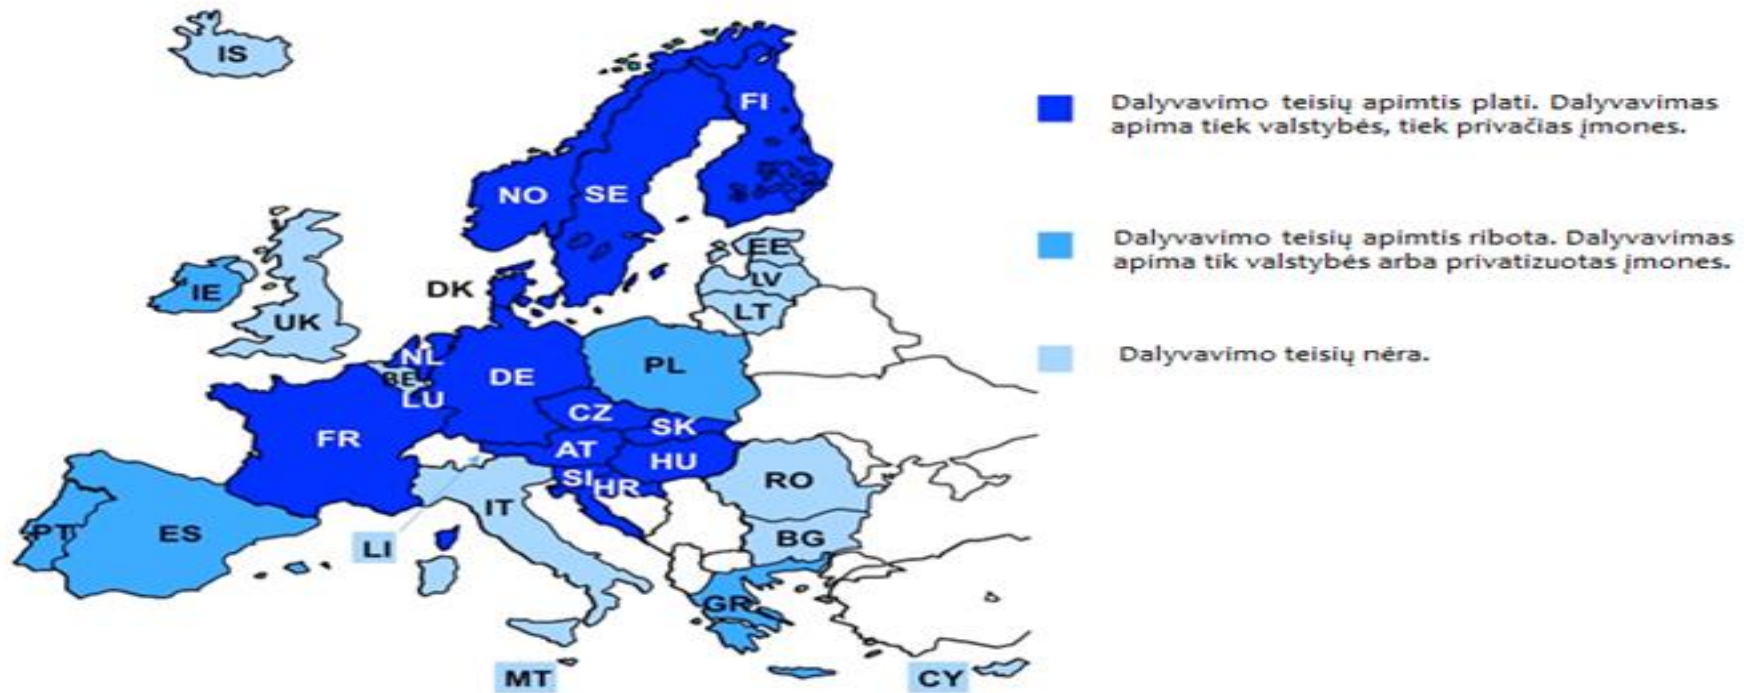 IS
FI
Dalyvavimo teisių apimtis plati. Dalyvavimas
apima tiek valstybės, tiek privačias įmones.
NO
SE
EE
Dalyvavimo teisių apimtis ribota. Dalyvavimas
apima tik valstybės arba privatizuotas įmones.
LV
IE
DK
LT
UK
NL
Dalyvavimo teisių nėra.
PL
BE
DE
LU
CZ
SK
FR
AT
HU
SI
HR
RO
IT
PT
ES
BG
LI
GR
MT
CY